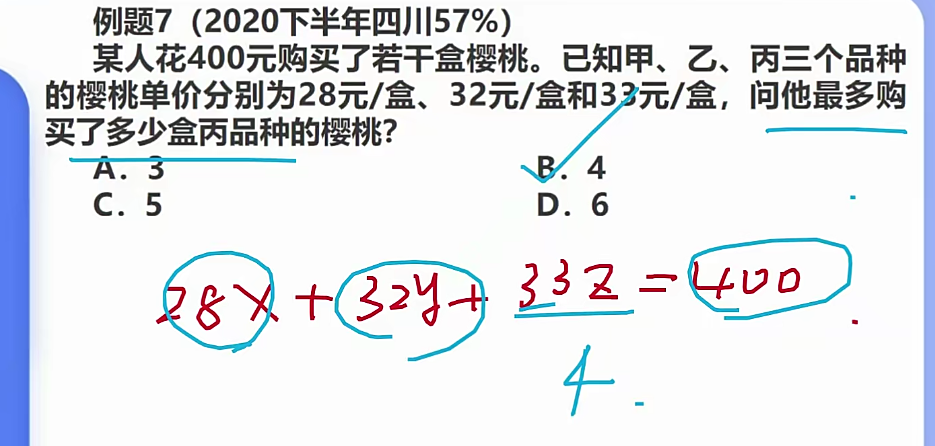 例题7（2020下半年四川57%）
某人花400元购买了若干盒樱桃。已知甲、乙、丙三个品种
的樱桃单价分别为28元/盒、32元/盒和33元/盒，问他最多购
买了多少盒丙品种的樱桃？
A. 3 B. 4
C. 5 D. 6
28X+32y+33Z=400
4